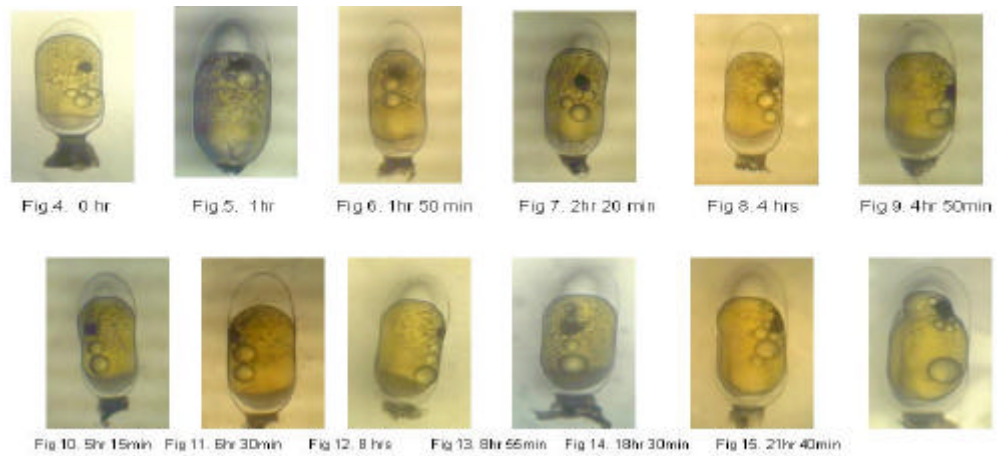 Fig.4. 0 hr
Fig.5. 1hr
Fig 6. 1hr 50 min
Fig 7. 2hr 20 min
Fig 8. 4 hrs
Fig 9. 4hr 50min
Fig 10. 5hr 15min
Fig 11. 6hr 30min
Fig 12. 8 hrs
Fig 13. 8hr 55min
Fig 14. 18hr 30min
Fig 15. 21hr 40min